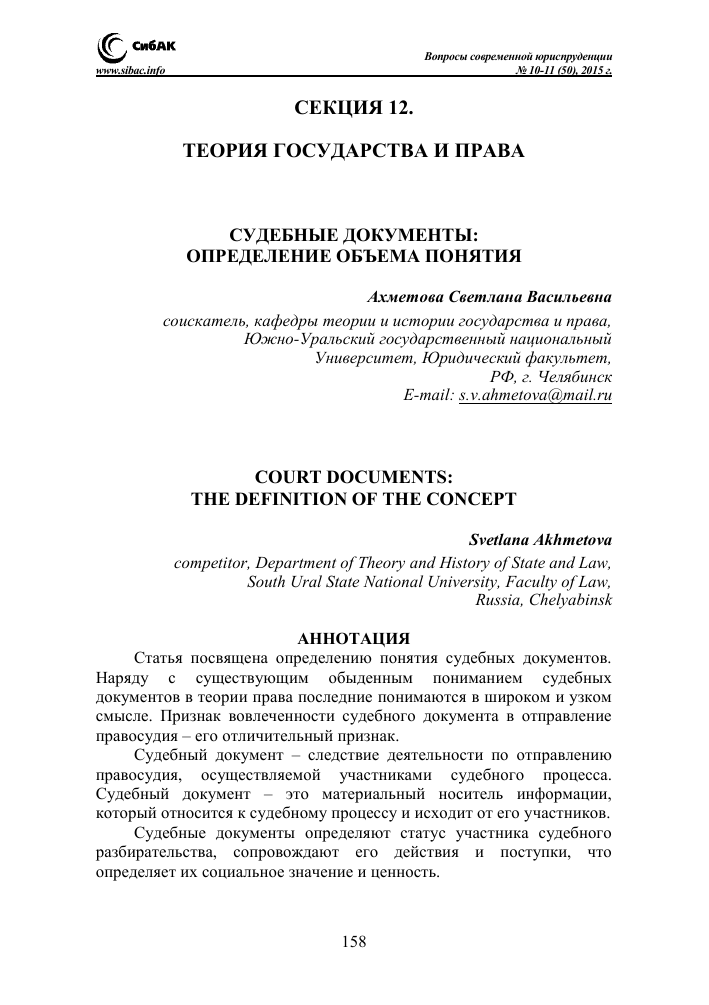 СибАК
www.sibac.info
Вопросы современной юриспруденции
№ 10-11 (50), 2015 г.
СЕКЦИЯ 12.
ТЕОРИЯ ГОСУДАРСТВА И ПРАВА
СУДЕБНЫЕ ДОКУМЕНТЫ:
ОПРЕДЕЛЕНИЕ ОБЪЕМА ПОНЯТИЯ
Ахметова Светлана Васильевна
соискатель, кафедры теории и истории государства и права,
Южно-Уральский государственный национальный
Университет, Юридический факультет,
РФ, г. Челябинск
E-mail: s.v.ahmetova@mail.ru
COURT DOCUMENTS:
THE DEFINITION OF THE CONCEPT
Svetlana Akhmetova
competitor, Department of Theory and History of State and Law,
South Ural State National University, Faculty of Law,
Russia, Chelyabinsk
АННОТАЦИЯ
Статья посвящена определению понятия судебных документов.
Наряду с существующим обыденным пониманием судебных
документов в теории права последние понимаются в широком и узком
смысле. Признак вовлеченности судебного документа в отправление
правосудия – его отличительный признак.
Судебный документ – следствие деятельности по отправлению
правосудия, осуществляемой участниками судебного процесса.
Судебный документ – это материальный носитель информации,
который относится к судебному процессу и исходит от его участников.
Судебные документы определяют статус участника судебного
разбирательства, сопровождают его действия и поступки, что
определяет их социальное значение и ценность.
158